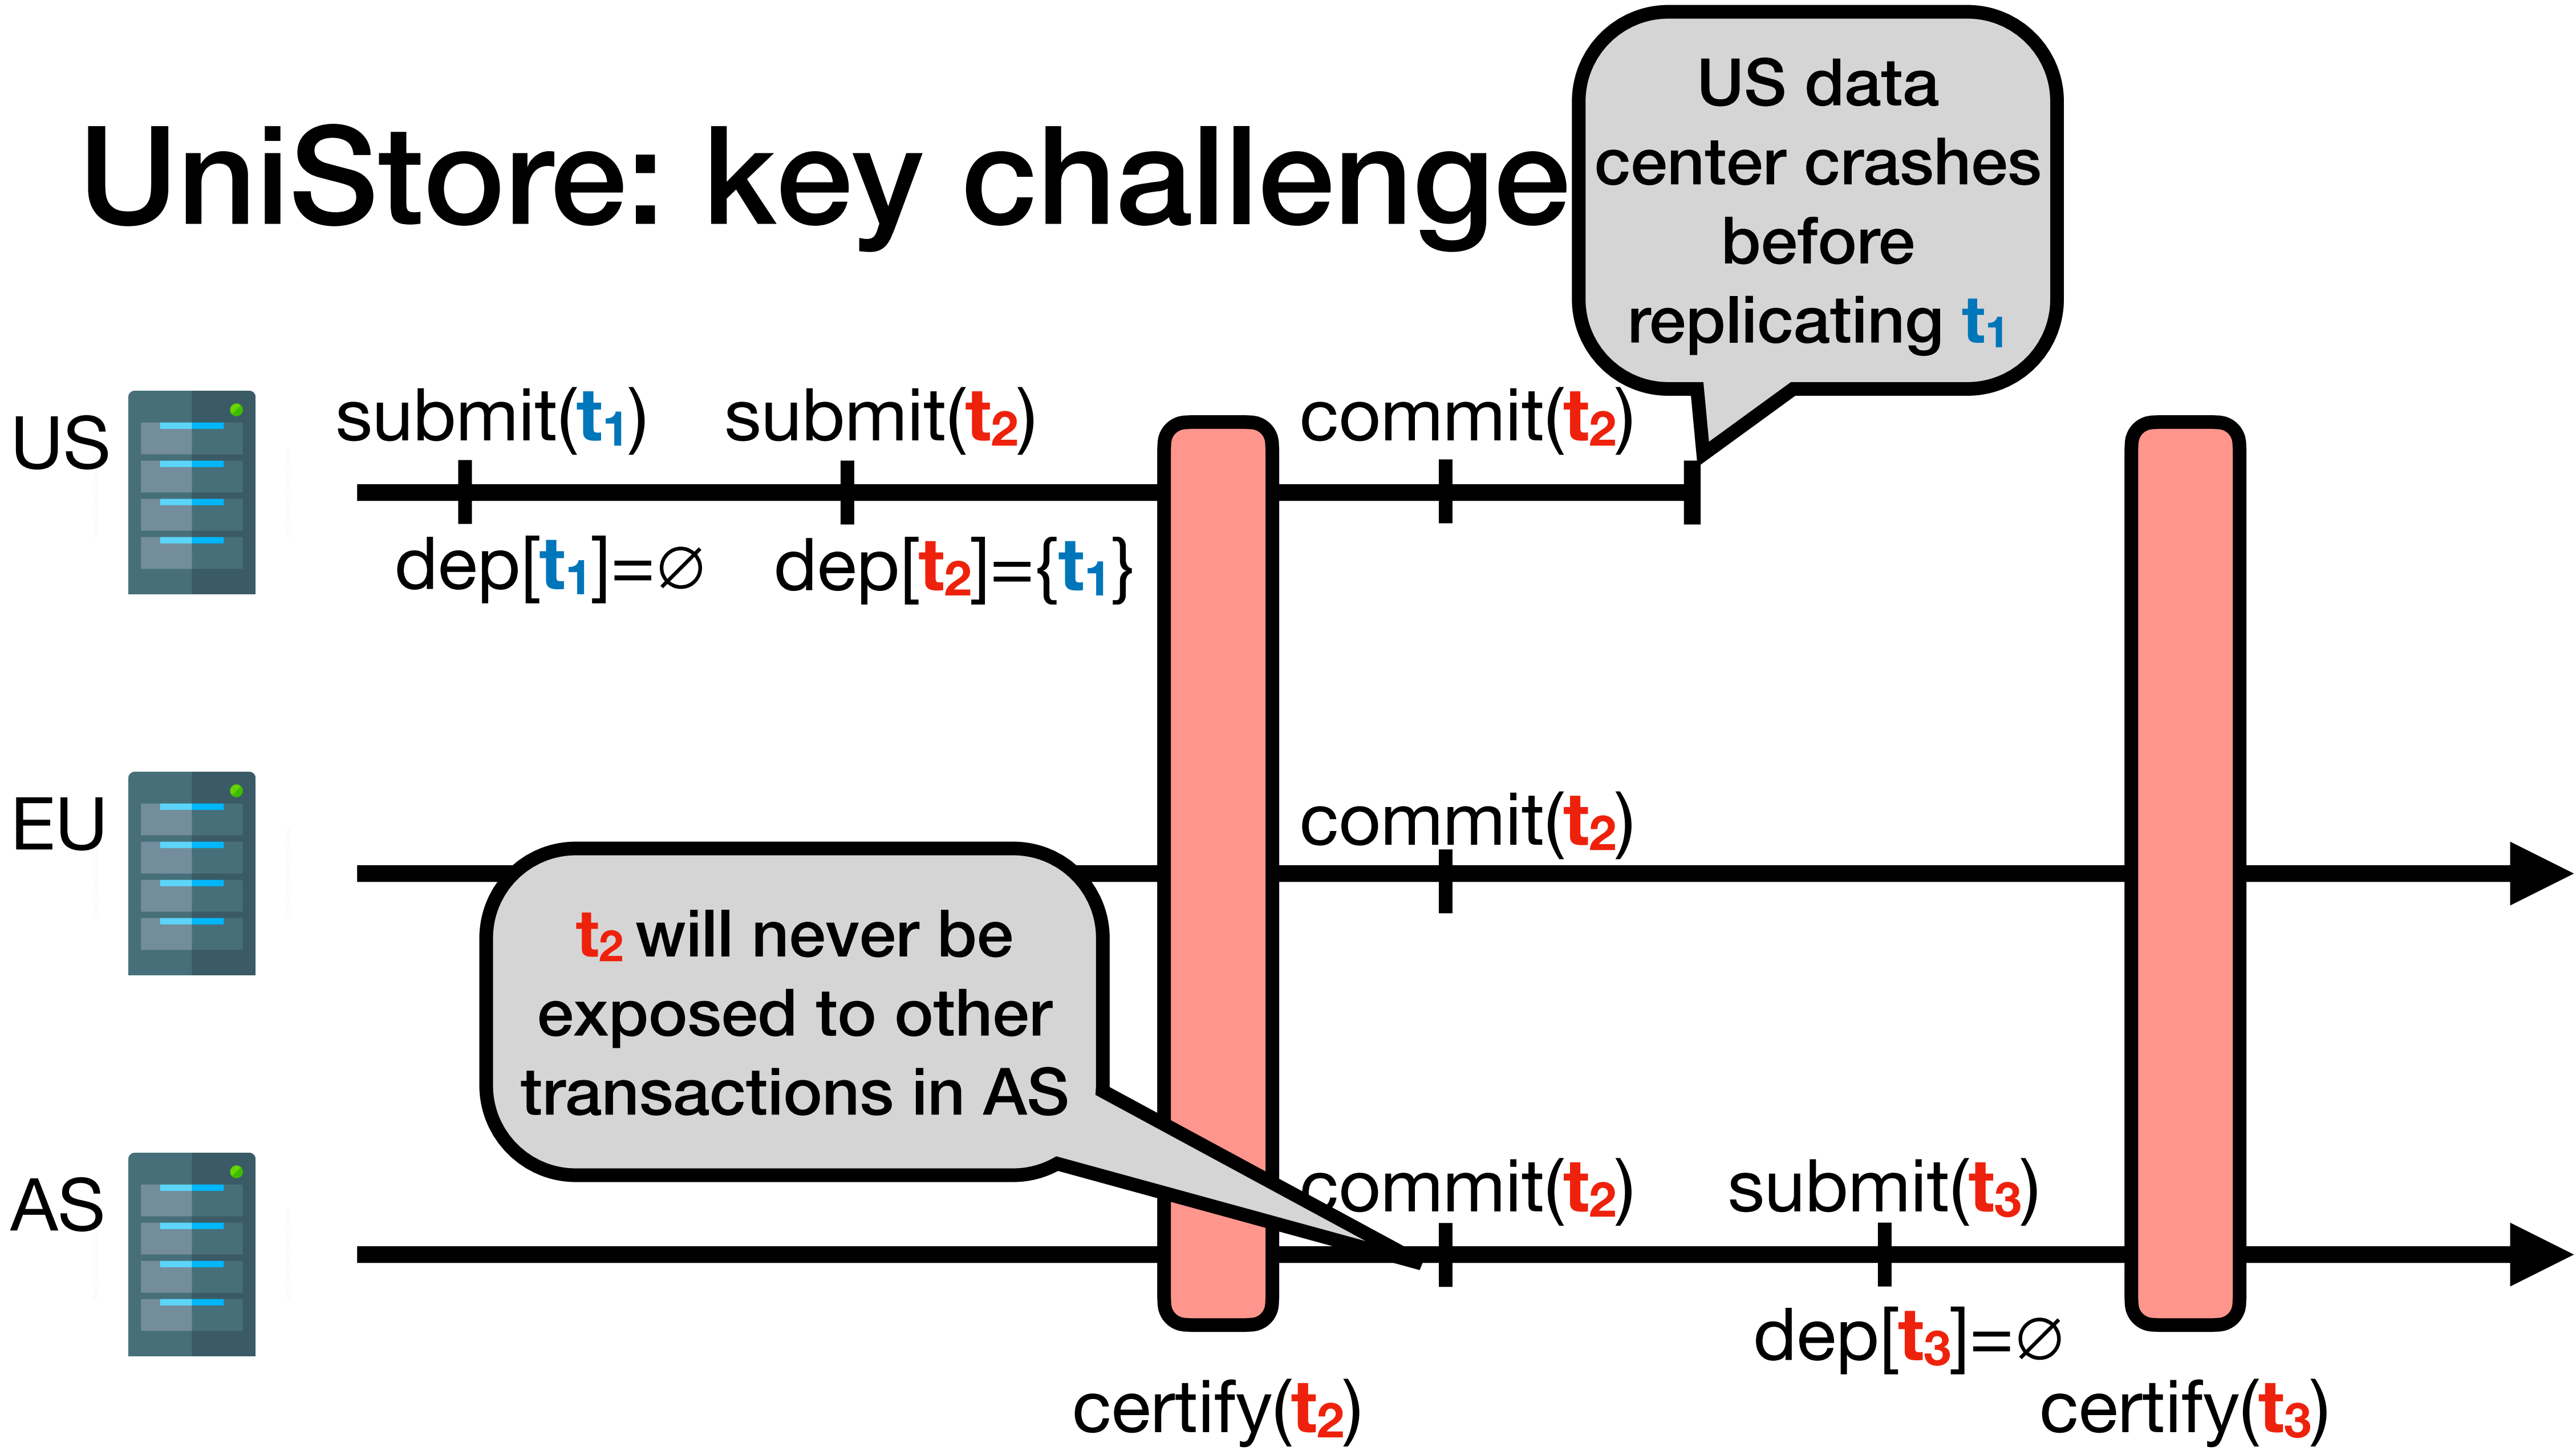 UniStore: key challenge
US data
center crashes
before
replicating t₁
US
submit(t₁)
submit(t₂)
commit(t₂)
dep[t₁]=∅
dep[t₂]={t₁}
EU
commit(t₂)
t₂ will never be
exposed to other
transactions in AS
AS
commit(t₂)
submit(t₃)
dep[t₃]=∅
certify(t₂)
certify(t₃)